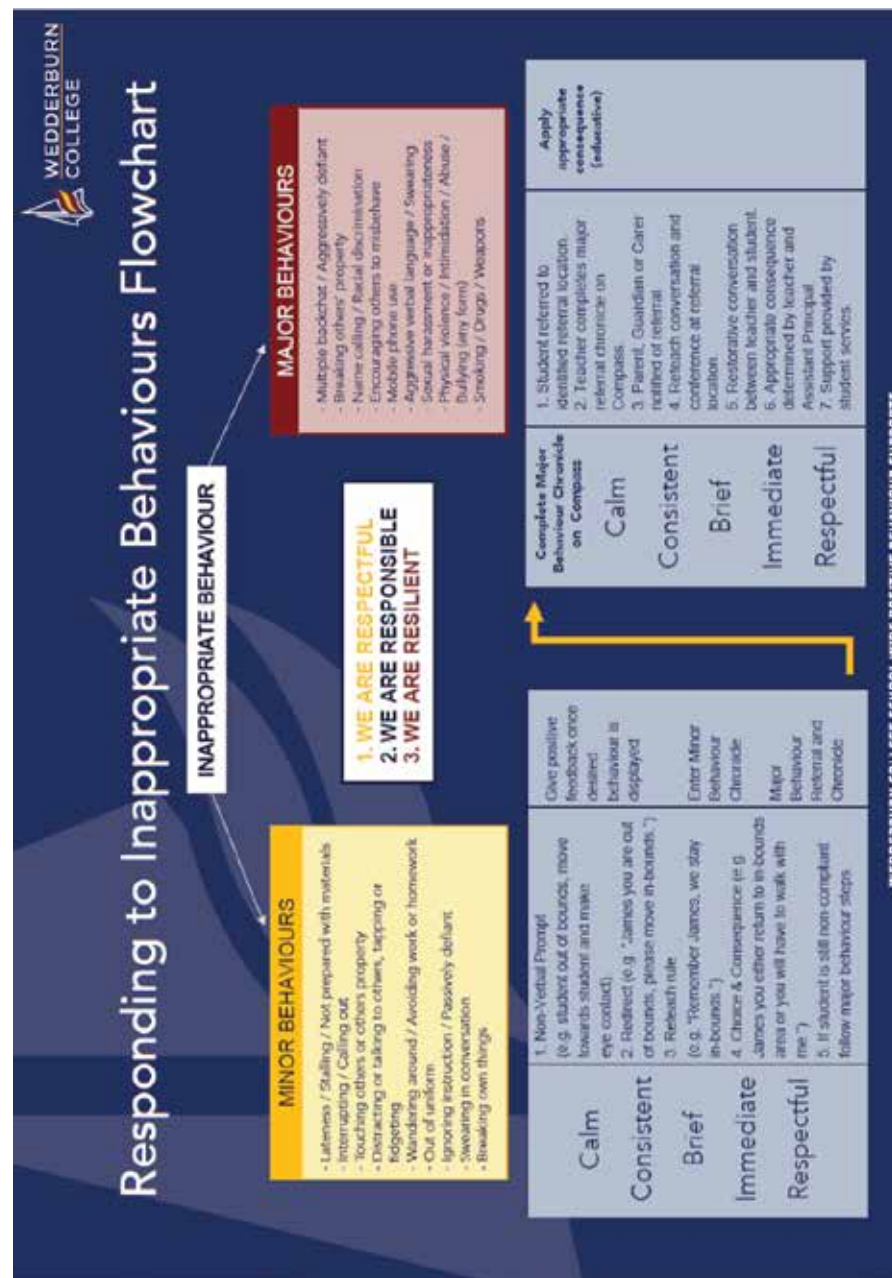 WEDDERBURN
COLLEGE
Responding to Inappropriate Behaviours Flowchart
INAPPROPRIATE BEHAVIOUR
MINOR BEHAVIOURS
- Lateness / Stalling / Not prepared with materials
- Interrupting / Calling out
- Touching others or others property
- Distracting or talking to others, tapping or
fidgeting
- Wandering around / Avoiding work or homework
- Out of uniform
- Ignoring instruction / Passively defiant
- Swearing in conversation
- Breaking own things
1. WE ARE RESPECTFUL
2. WE ARE RESPONSIBLE
3. WE ARE RESILIENT
MAJOR BEHAVIOURS
- Multiple backchat / Aggressively defiant
- Breaking others' property
- Name calling / Racial discrimination
- Encouraging others to misbehave
- Mobile phone use
- Aggressive verbal language / Swearing
- Sexual harassment or inappropriateness
- Physical violence / Intimidation / Abuse /
Bullying (any form)
- Smoking / Drugs / Weapons
Calm
Consistent
Brief
Immediate
Respectful
1. Non-Verbal Prompt
(e.g. student out of bounds, move
towards student and make
eye contact)
2. Redirect (e.g. "James you are out
of bounds, please move in-bounds.")
3. Reteach rule
(e.g. "Remember James, we stay
in-bounds.")
4. Choice & Consequence (e.g.
James you either return to in-bounds
area or you will have to walk with
me.")
5. If student is still non-compliant
follow major behaviour steps
Give positive
feedback once
desired
behaviour is
displayed
Enter Minor
Behaviour
Chronicle
Major
Behaviour
Referral and
Chronicle
Complete Major
Behaviour Chronicle
on Compass
Calm
Consistent
Brief
Immediate
Respectful
1. Student referred to
identified referral location.
2. Teacher completes major
referral chronicle on
Compass
3. Parent, Guardian or Carer
notified of referral
4. Reteach conversation and
conference at referral
location
5. Restorative conversation
between teacher and student.
6. Appropriate consequence
determined by teacher and
Assistant Principal
7. Support provided by
student servies.
Apply
appropriate
consequence
(educative)